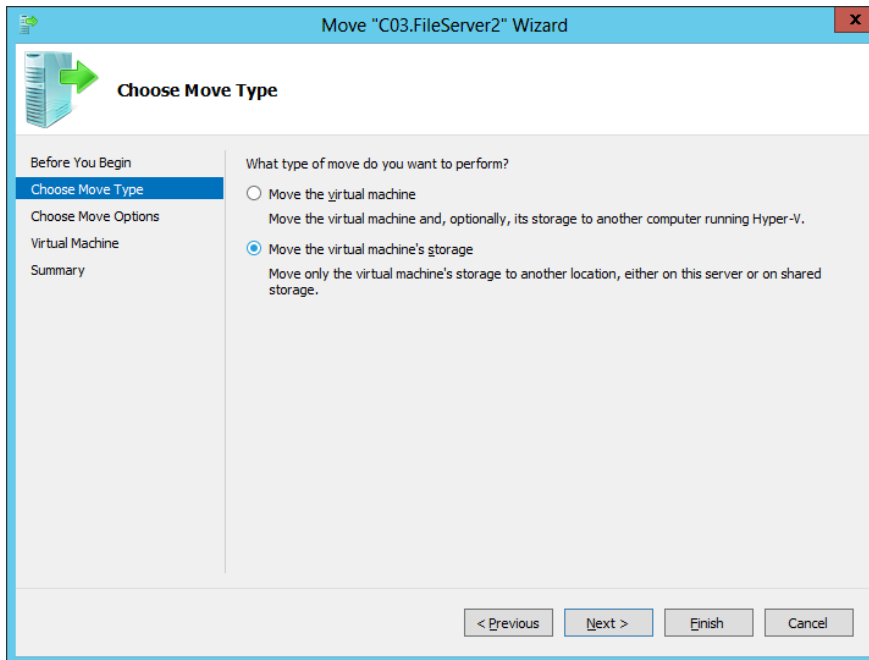 Move "C03.FileServer2" Wizard
x
Choose Move Type
Before You Begin
Choose Move Type
Choose Move Options
Virtual Machine
Summary
What type of move do you want to perform?
Move the virtual machine
Move the virtual machine and, optionally, its storage to another computer running Hyper-V.
Move the virtual machine's storage
Move only the virtual machine's storage to another location, either on this server or on shared
storage.
< Previous Next > Finish Cancel